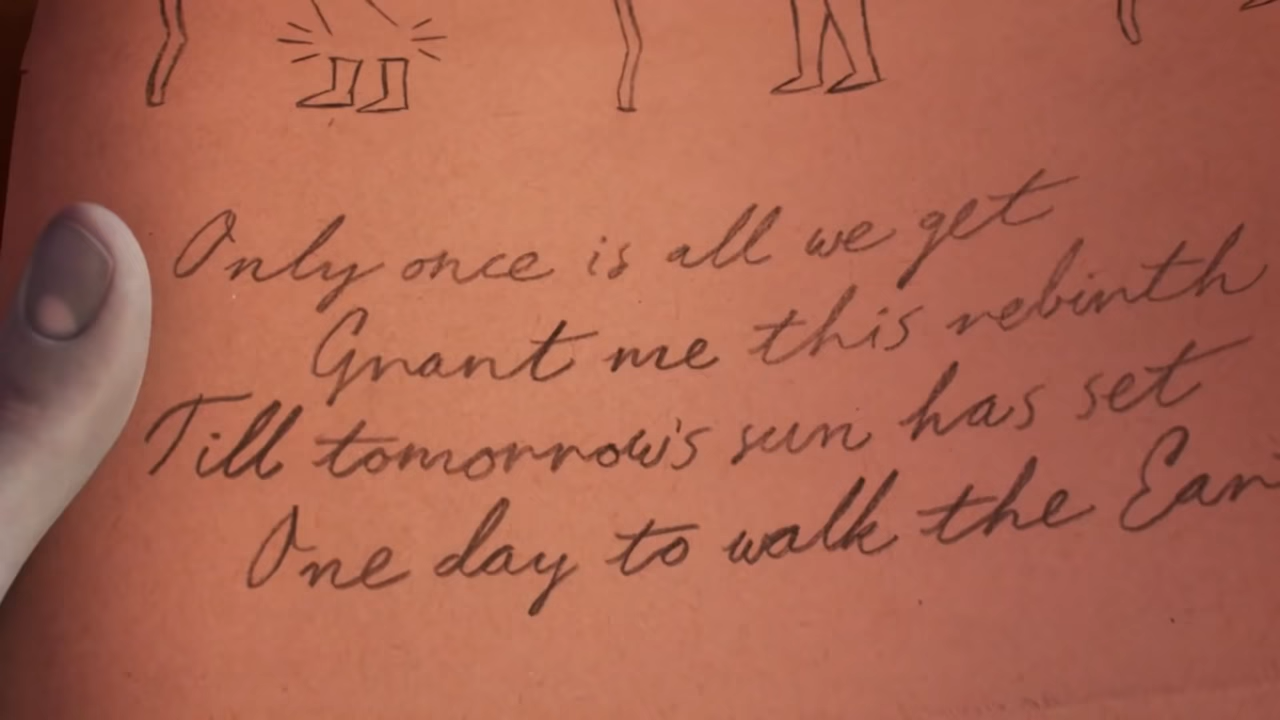 Only once is all we get
Grant me this rebirth
Till tomorrow's sun has set
One day to walk the Ear